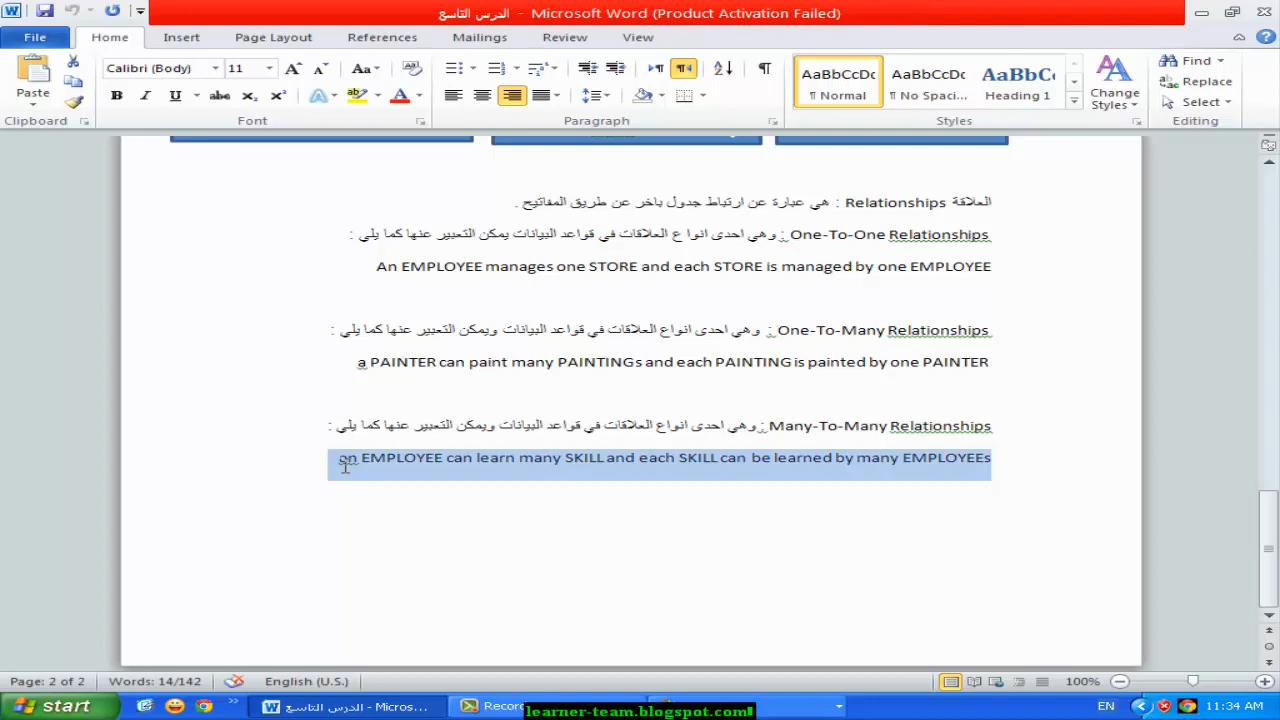 الدرس التاسع - Microsoft Word (Product Activation Failed)
File Home Insert Page Layout References Mailings Review View
Paste
Calibri (Body) 11
AaBbCcDc AaBbCcDc AaBbCc
¶ Normal ¶ No Spaci... Heading 1
Change Styles
Find
Replace
Select
Clipboard Font Paragraph Styles Editing
العلاقة Relationships : هي عبارة عن ارتباط جدول باخر عن طريق المفاتيح .
One-To-One Relationships : وهي احدى انوا ع العلاقات في قواعد البيانات يمكن التعبير عنها كما يلي :
An EMPLOYEE manages one STORE and each STORE is managed by one EMPLOYEE
One-To-Many Relationships : وهي احدى انواع العلاقات في قواعد البيانات ويمكن التعبير عنها كما يلي :
a PAINTER can paint many PAINTINGs and each PAINTING is painted by one PAINTER
Many-To-Many Relationships : وهي احدى انواع العلاقات في قواعد البيانات ويمكن التعبير عنها كما يلي :
an EMPLOYEE can learn many SKILL and each SKILL can be learned by many EMPLOYEEs
Page: 2 of 2 Words: 14/142 English (U.S.) 100%
start الدرس التاسع - Micros... 11:34 AM
learner-team.blogspot.com